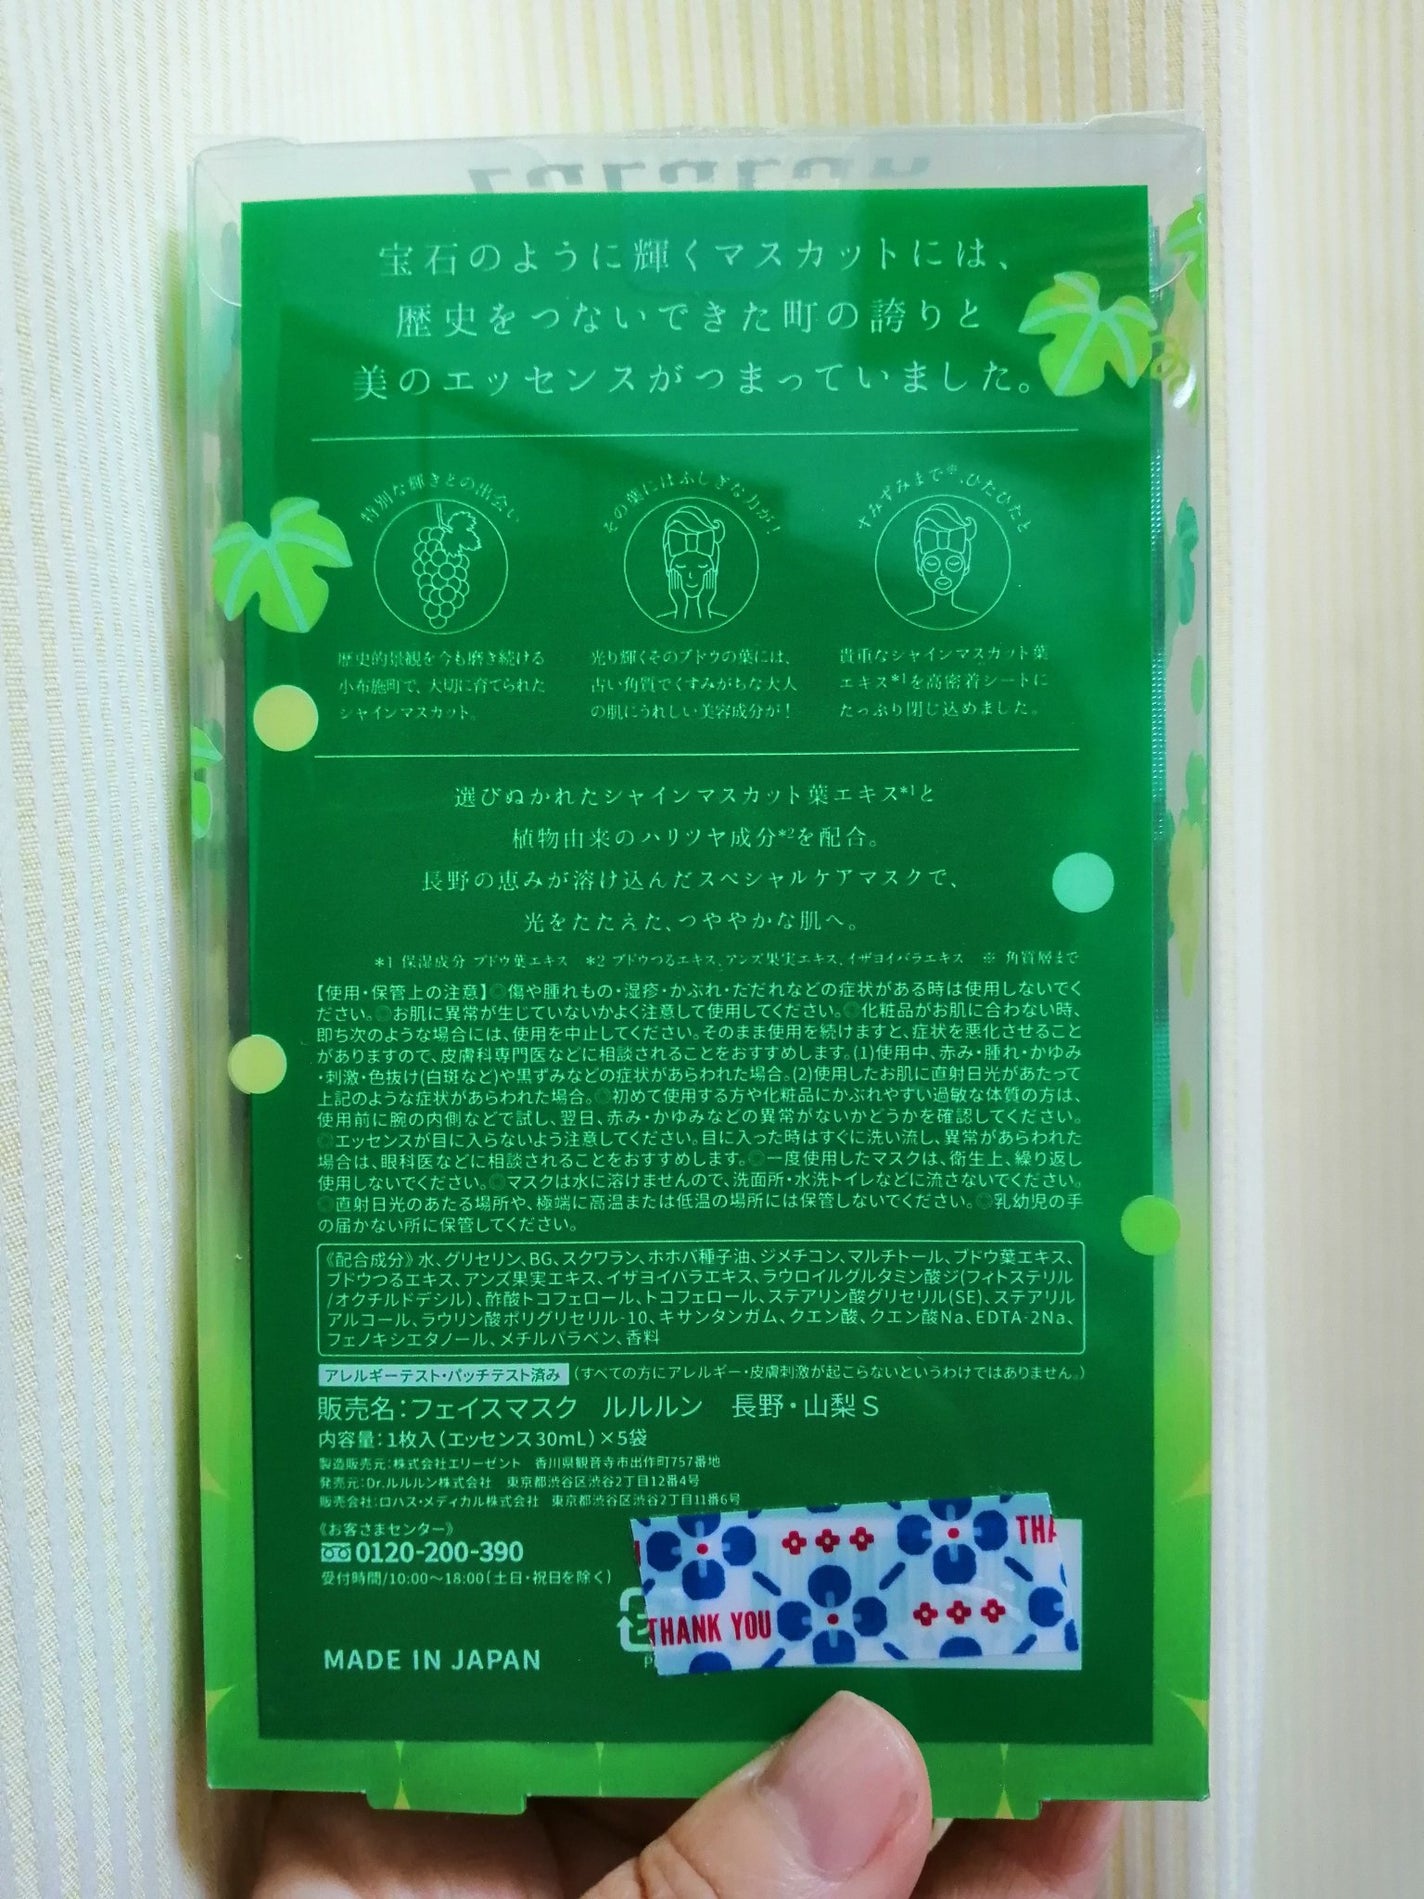 宝石のように輝くマスカットには、
歴史をつないできた町の誇りと
美のエッセンスがつまっていました。
特別な輝きとの出会い
歴史的景観を今も磨き続ける
小布施町で、大切に育てられた
シャインマスカット。
その葉にはふしぎな力が!
光り輝くそのブドウの葉には、
古い角質でくすみがちな大人
の肌にうれしい美容成分が!
すみずみまで※、ひたひたと
貴重なシャインマスカット葉
エキス*1を高密着シートに
たっぷり閉じ込めました。
選びぬかれたシャインマスカット葉エキス*1と
植物由来のハリツヤ成分*2を配合。
長野の恵みが溶け込んだスペシャルケアマスクで、
光をたたえた、つややかな肌へ。
*1 保湿成分 ブドウ葉エキス *2 ブドウつるエキス、アンズ果実エキス、イザヨイバラエキス ※ 角質層まで
【使用・保管上の注意】◎傷や腫れもの・湿疹・かぶれ・ただれなどの症状がある時は使用しないでく
ださい。◎お肌に異常が生じていないかよく注意して使用してください。◎化粧品がお肌に合わない時、
即ち次のような場合には、使用を中止してください。そのまま使用を続けますと、症状を悪化させること
がありますので、皮膚科専門医などに相談されることをおすすめします。(1)使用中、赤み・腫れ・かゆみ
・刺激・色抜け(白斑など)や黒ずみなどの症状があらわれた場合。(2)使用したお肌に直射日光があたって
上記のような症状があらわれた場合。◎初めて使用する方や化粧品にかぶれやすい過敏な体質の方は、
使用前に腕の内側などで試し、翌日、赤み・かゆみなどの異常がないかどうかを確認してください。
◎エッセンスが目に入らないよう注意してください。目に入った時はすぐに洗い流し、異常があらわれた
場合は、眼科医などに相談されることをおすすめします。◎一度使用したマスクは、衛生上、繰り返し
使用しないでください。◎マスクは水に溶けませんので、洗面所・水洗トイレなどに流さないでください。
◎直射日光のあたる場所や、極端に高温または低温の場所には保管しないでください。◎乳幼児の手
の届かない所に保管してください。
《配合成分》水、グリセリン、BG、スクワラン、ホホバ種子油、ジメチコン、マルチトール、ブドウ葉エキス、
ブドウつるエキス、アンズ果実エキス、イザヨイバラエキス、ラウロイルグルタミン酸ジ(フィトステリル
/オクチルドデシル)、酢酸トコフェロール、トコフェロール、ステアリン酸グリセリル(SE)、ステアリル
アルコール、ラウリン酸ポリグリセリル-10、キサンタンガム、クエン酸、クエン酸Na、EDTA-2Na、
フェノキシエタノール、メチルパラベン、香料
アレルギーテスト・パッチテスト済み (すべての方にアレルギー・皮膚刺激が起こらないというわけではありません。)
販売名:フェイスマスク ルルルン 長野・山梨S
内容量:1枚入(エッセンス30mL)×5袋
製造販売元:株式会社エリーゼント 香川県観音寺市出作町757番地
発売元:Dr.ルルルン株式会社 東京都渋谷区渋谷2丁目12番4号
販売会社:ロハス・メディカル株式会社 東京都渋谷区渋谷2丁目11番6号
《お客さまセンター》
0120-200-390
受付時間/10:00~18:00(土日・祝日を除く)
MADE IN JAPAN
THA
THANK YOU